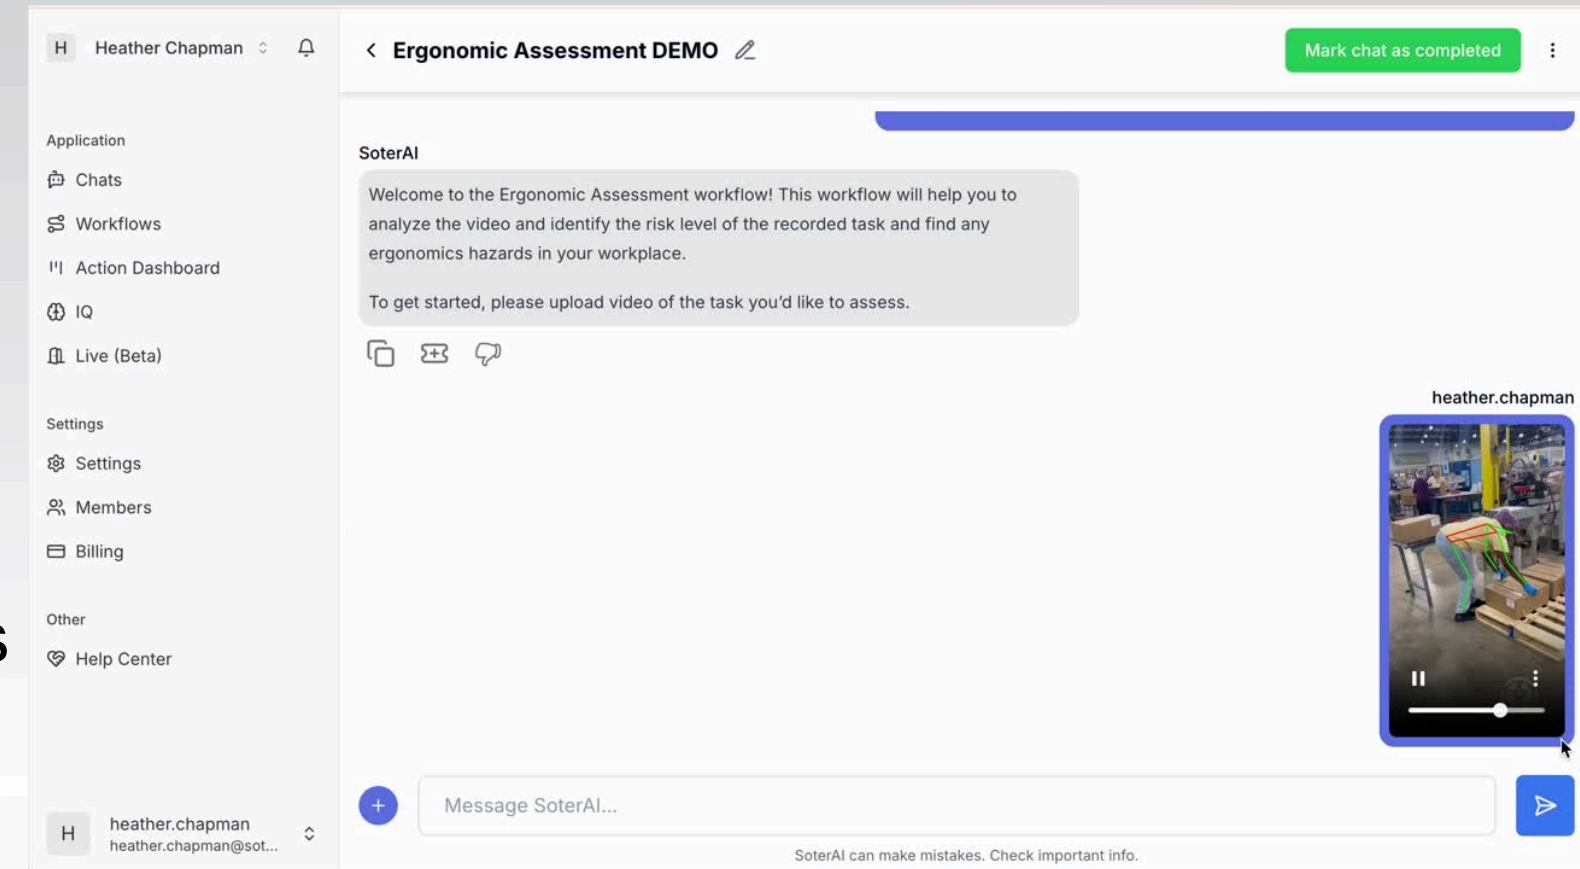 H
Heather Chapman
Application
Chats
Workflows
Action Dashboard
IQ
Live (Beta)
Settings
Settings
Members
Billing
Other
Help Center
H
heather.chapman
heather.chapman@sot...
s
Ergonomic Assessment DEMO
Mark chat as completed
SoterAI
Welcome to the Ergonomic Assessment workflow! This workflow will help you to
analyze the video and identify the risk level of the recorded task and find any
ergonomics hazards in your workplace.
To get started, please upload video of the task you’d like to assess.
heather.chapman
Message SoterAI...
SoterAI can make mistakes. Check important info.